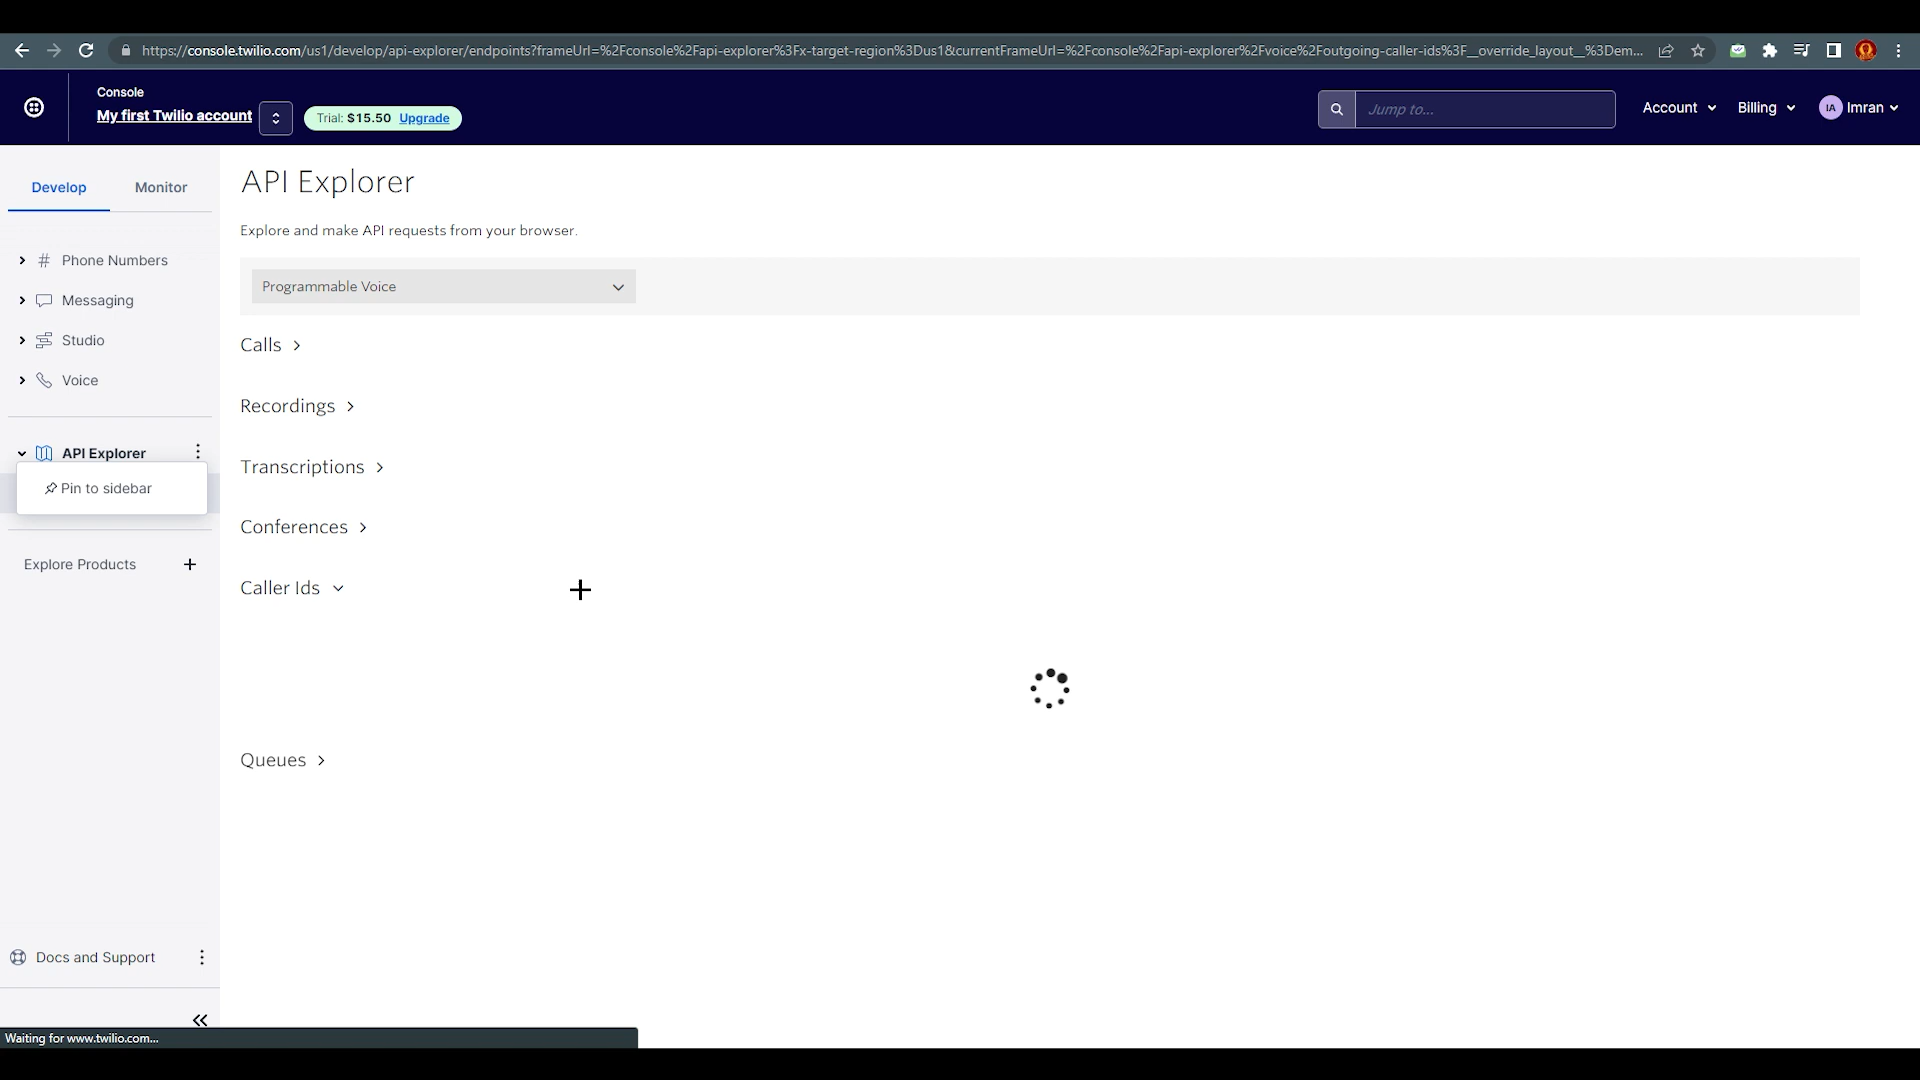 https://console.twilio.com/us1/develop/api-explorer/endpoints?frameUrl=%2Fconsole%2Fapi-explorer%3Fx-target-region%3Dus1&currentFrameUrl=%2Fconsole%2Fapi-explorer%2Fvoice%2Foutgoing-caller-ids%3F__override_layout__%3Dem...
Console
My first Twilio account
Trial: $15.50 Upgrade
Jump to...
Account
Billing
IA Imran
Develop
Monitor
Phone Numbers
Messaging
Studio
Voice
API Explorer
Pin to sidebar
Explore Products
Docs and Support
Waiting for www.twilio.com...
API Explorer
Explore and make API requests from your browser.
Programmable Voice
Calls
Recordings
Transcriptions
Conferences
Caller Ids
Queues